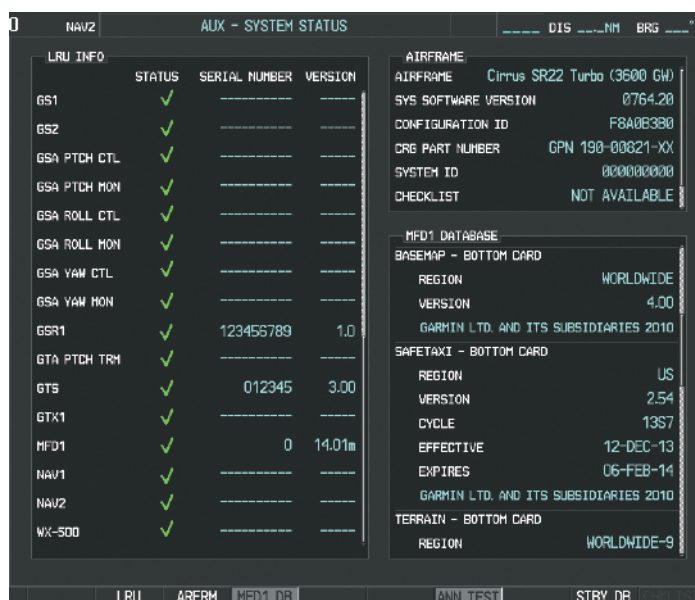 NAV2 AUX - SYSTEM STATUS ____ DIS __._NM BRG ___°
LRU INFO
STATUS SERIAL NUMBER VERSION
GS1 ✓ ---------- -----
GS2 ✓ ---------- -----
GSA PTCH CTL ✓ ---------- -----
GSA PTCH MON ✓ ---------- -----
GSA ROLL CTL ✓ ---------- -----
GSA ROLL MON ✓ ---------- -----
GSA YAW CTL ✓ ---------- -----
GSA YAW MON ✓ ---------- -----
GSR1 ✓ 123456789 1.0
GTA PTCH TRM ✓ ---------- -----
GTS ✓ 012345 3.00
GTX1 ✓ ---------- -----
MFD1 ✓ 0 14.01m
NAV1 ✓ ---------- -----
NAV2 ✓ ---------- -----
WX-500 ✓ ---------- -----
AIRFRAME
AIRFRAME Cirrus SR22 Turbo (3600 GW)
SYS SOFTWARE VERSION 0764.20
CONFIGURATION ID F8A0B3B0
CRG PART NUMBER GPN 190-00821-XX
SYSTEM ID 000000000
CHECKLIST NOT AVAILABLE
MFD1 DATABASE
BASEMAP - BOTTOM CARD
REGION WORLDWIDE
VERSION 4.00
GARMIN LTD. AND ITS SUBSIDIARIES 2010
SAFETAXI - BOTTOM CARD
REGION US
VERSION 2.54
CYCLE 13S7
EFFECTIVE 12-DEC-13
EXPIRES 06-FEB-14
GARMIN LTD. AND ITS SUBSIDIARIES 2010
TERRAIN - BOTTOM CARD
REGION WORLDWIDE-9
LRU ARFRM MFD1 DB ANN TEST STBY DB